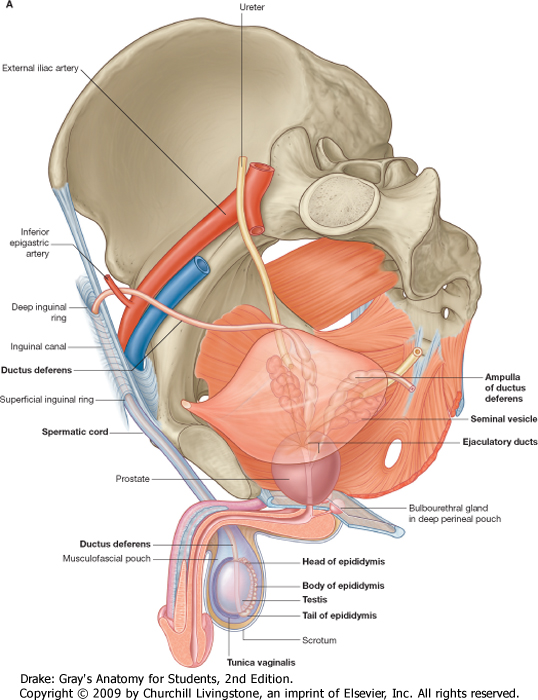 A
Ureter
External iliac artery
Inferior
epigastric
artery
Deep inguinal
ring
Inguinal canal
Ductus deferens
Superficial inguinal ring
Spermatic cord
Prostate
Ductus deferens
Musculofascial pouch
Ampulla
of ductus
deferens
Seminal vesicle
Ejaculatory ducts
Bulbourethral gland
in deep perineal pouch
Head of epididymis
Body of epididymis
Testis
Tail of epididymis
Scrotum
Tunica vaginalis
Drake: Gray's Anatomy for Students, 2nd Edition.
Copyright © 2009 by Churchill Livingstone, an imprint of Elsevier, Inc. All rights reserved.